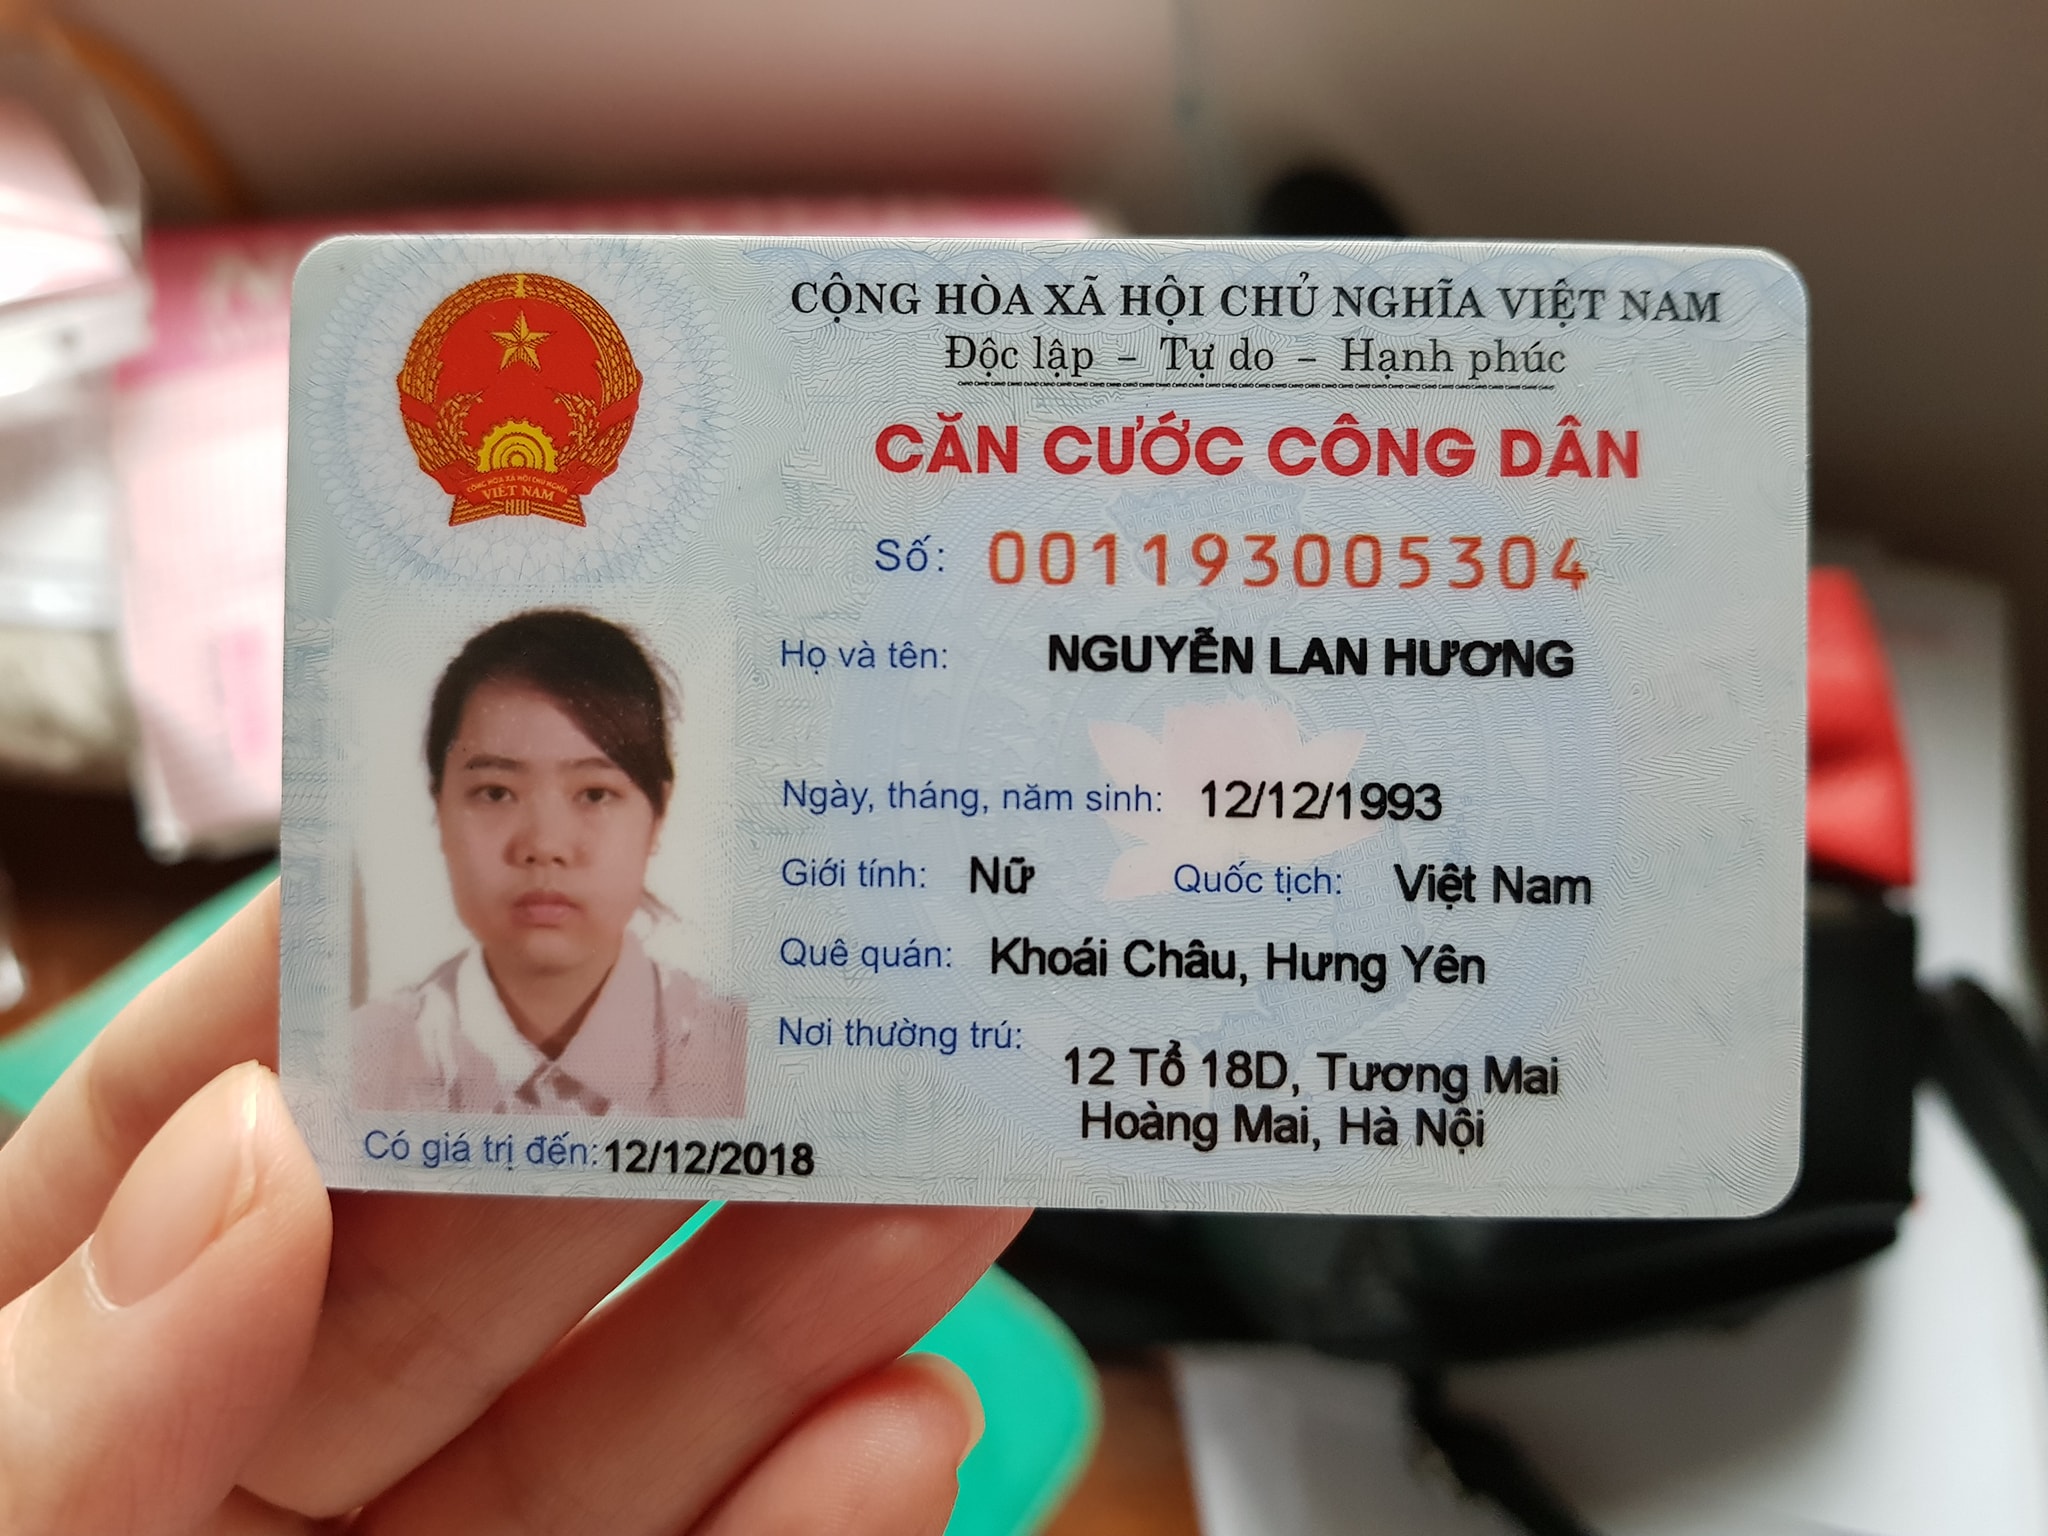 CỘNG HÒA XÃ HỘI CHỦ NGHĨA VIỆT NAM
Độc lập – Tự do – Hạnh phúc
CĂN CƯỚC CÔNG DÂN
CỘNG HÒA XÃ HỘI CHỦ NGHĨA
VIỆT NAM
Số: 001193005304
Họ và tên: NGUYỄN LAN HƯƠNG
Ngày, tháng, năm sinh: 12/12/1993
Giới tính: Nữ Quốc tịch: Việt Nam
Quê quán: Khoái Châu, Hưng Yên
Nơi thường trú: 12 Tổ 18D, Tương Mai
Hoàng Mai, Hà Nội
Có giá trị đến: 12/12/2018